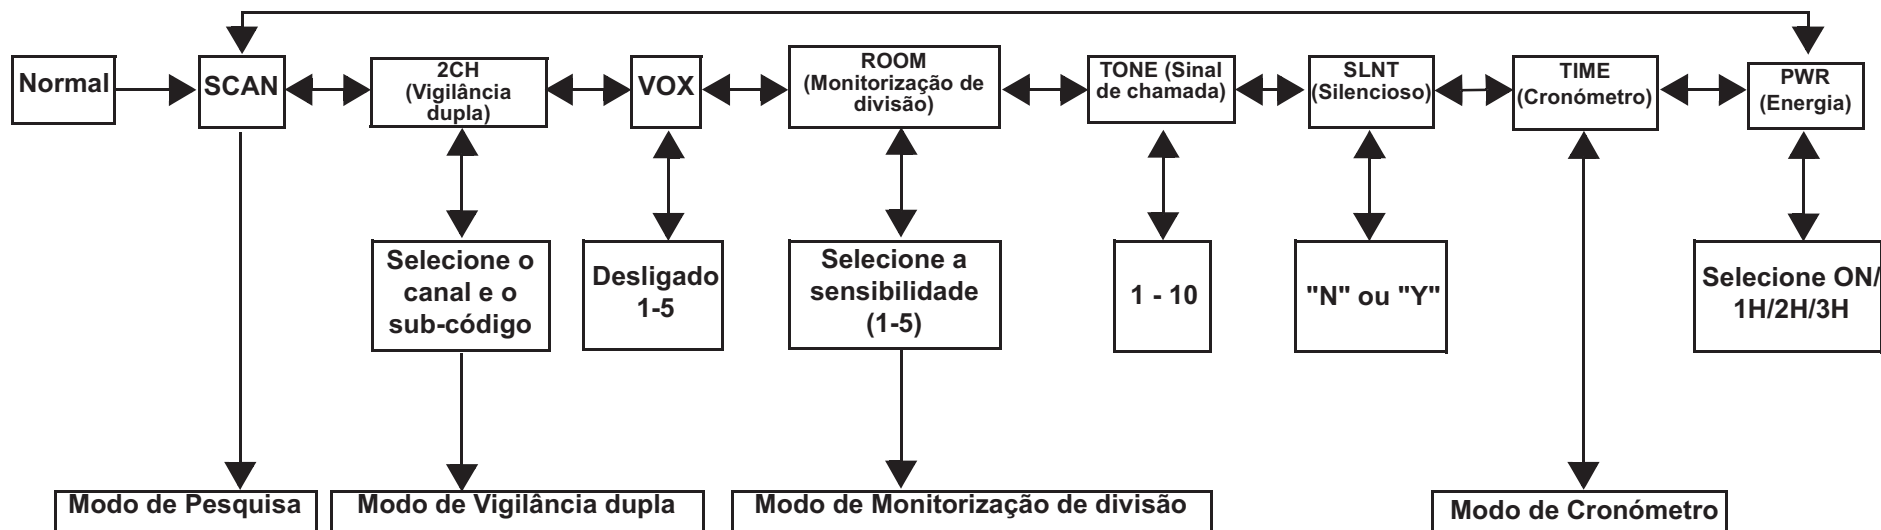 Normal
SCAN
2CH
(Vigilância
dupla)
VOX
ROOM
(Monitorização de
divisão)
TONE (Sinal
de chamada)
SLNT
(Silencioso)
TIME
(Cronómetro)
PWR
(Energia)
Selecione o
canal e o
sub-código
Desligado
1-5
Selecione a
sensibilidade
(1-5)
1 - 10
"N" ou "Y"
Selecione ON/
1H/2H/3H
Modo de Pesquisa
Modo de Vigilância dupla
Modo de Monitorização de divisão
Modo de Cronómetro